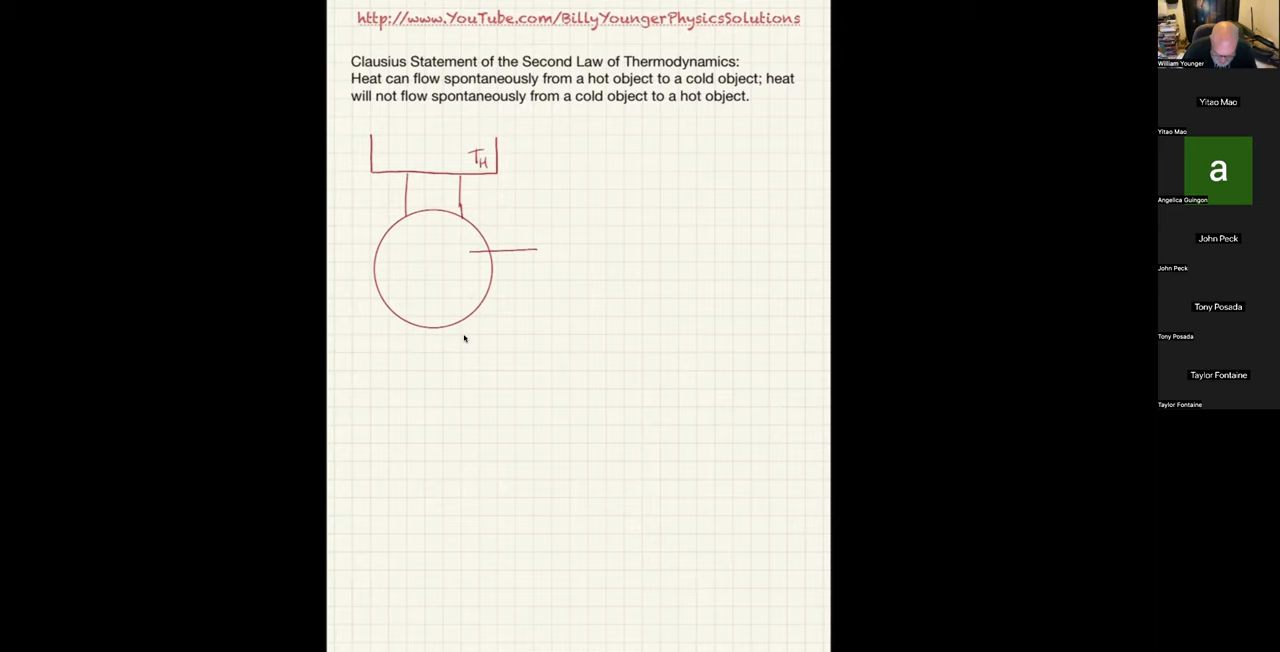 http://www.YouTube.com/BillyYoungerPhysicsSolutions
Clausius Statement of the Second Law of Thermodynamics:
Heat can flow spontaneously from a hot object to a cold object; heat
will not flow spontaneously from a cold object to a hot object.
TH
William Younger
Yitao Mao
Yitao Mao
a
Angelica Guingon
John Peck
John Peck
Tony Posada
Tony Posada
Taylor Fontaine
Taylor Fontaine